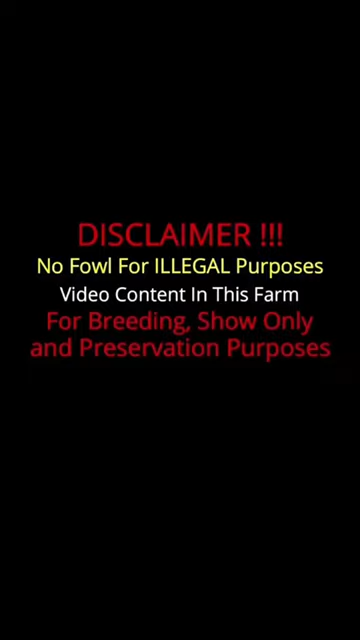 DISCLAIMER !!!
No Fowl For ILLEGAL Purposes
Video Content In This Farm
For Breeding, Show Only
and Preservation Purposes